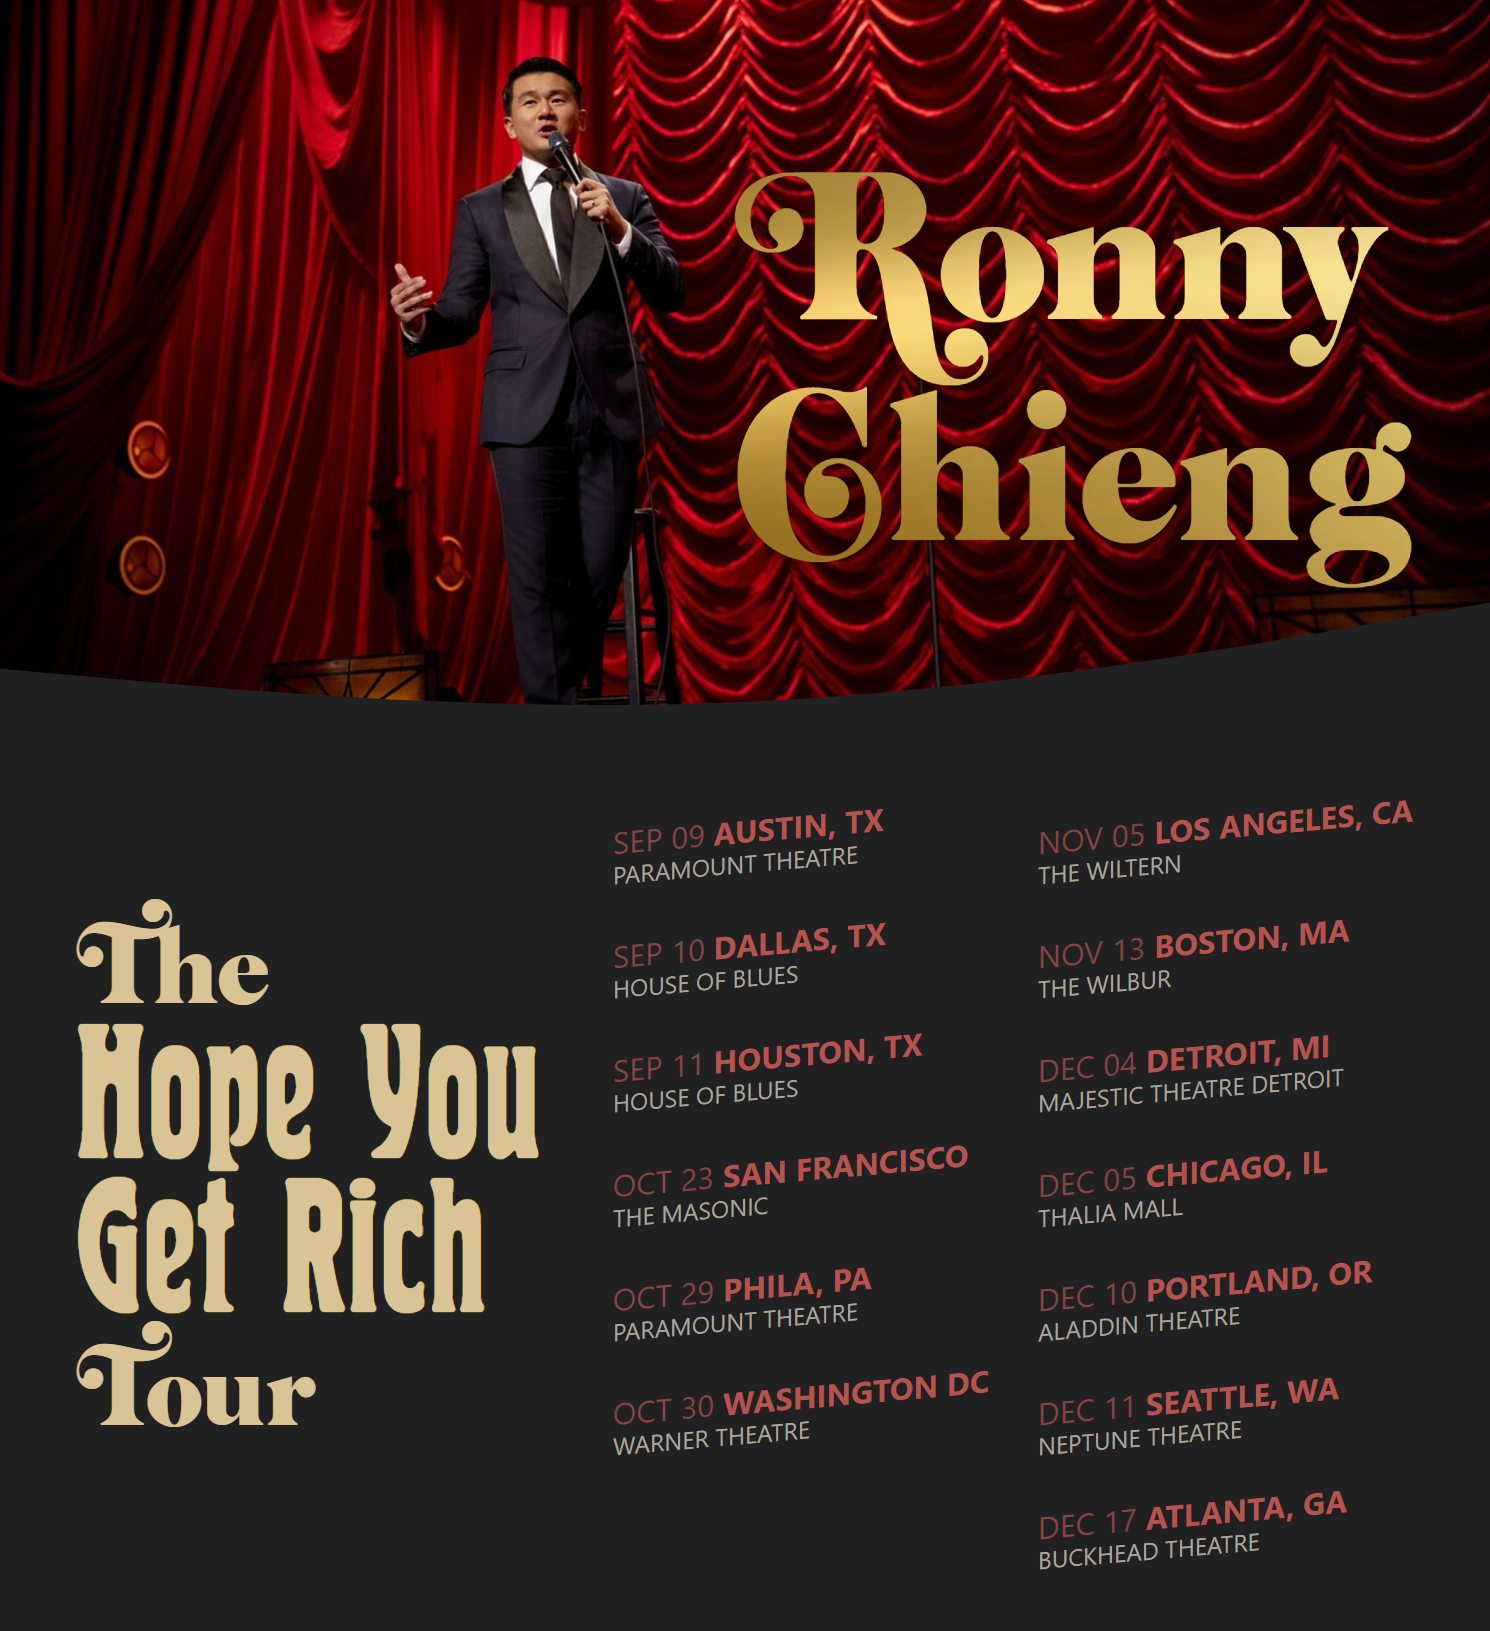 Ronny
Chieng
The
Hope You
Get Rich
Tour
SEP 09 AUSTIN, TX
PARAMOUNT THEATRE
SEP 10 DALLAS, TX
HOUSE OF BLUES
SEP 11 HOUSTON, TX
HOUSE OF BLUES
OCT 23 SAN FRANCISCO
THE MASONIC
OCT 29 PHILA, PA
PARAMOUNT THEATRE
OCT 30 WASHINGTON DC
WARNER THEATRE
NOV 05 LOS ANGELES, CA
THE WILTERN
NOV 13 BOSTON, MA
THE WILBUR
DEC 04 DETROIT, MI
MAJESTIC THEATRE DETROIT
DEC 05 CHICAGO, IL
THALIA MALL
DEC 10 PORTLAND, OR
ALADDIN THEATRE
DEC 11 SEATTLE, WA
NEPTUNE THEATRE
DEC 17 ATLANTA, GA
BUCKHEAD THEATRE